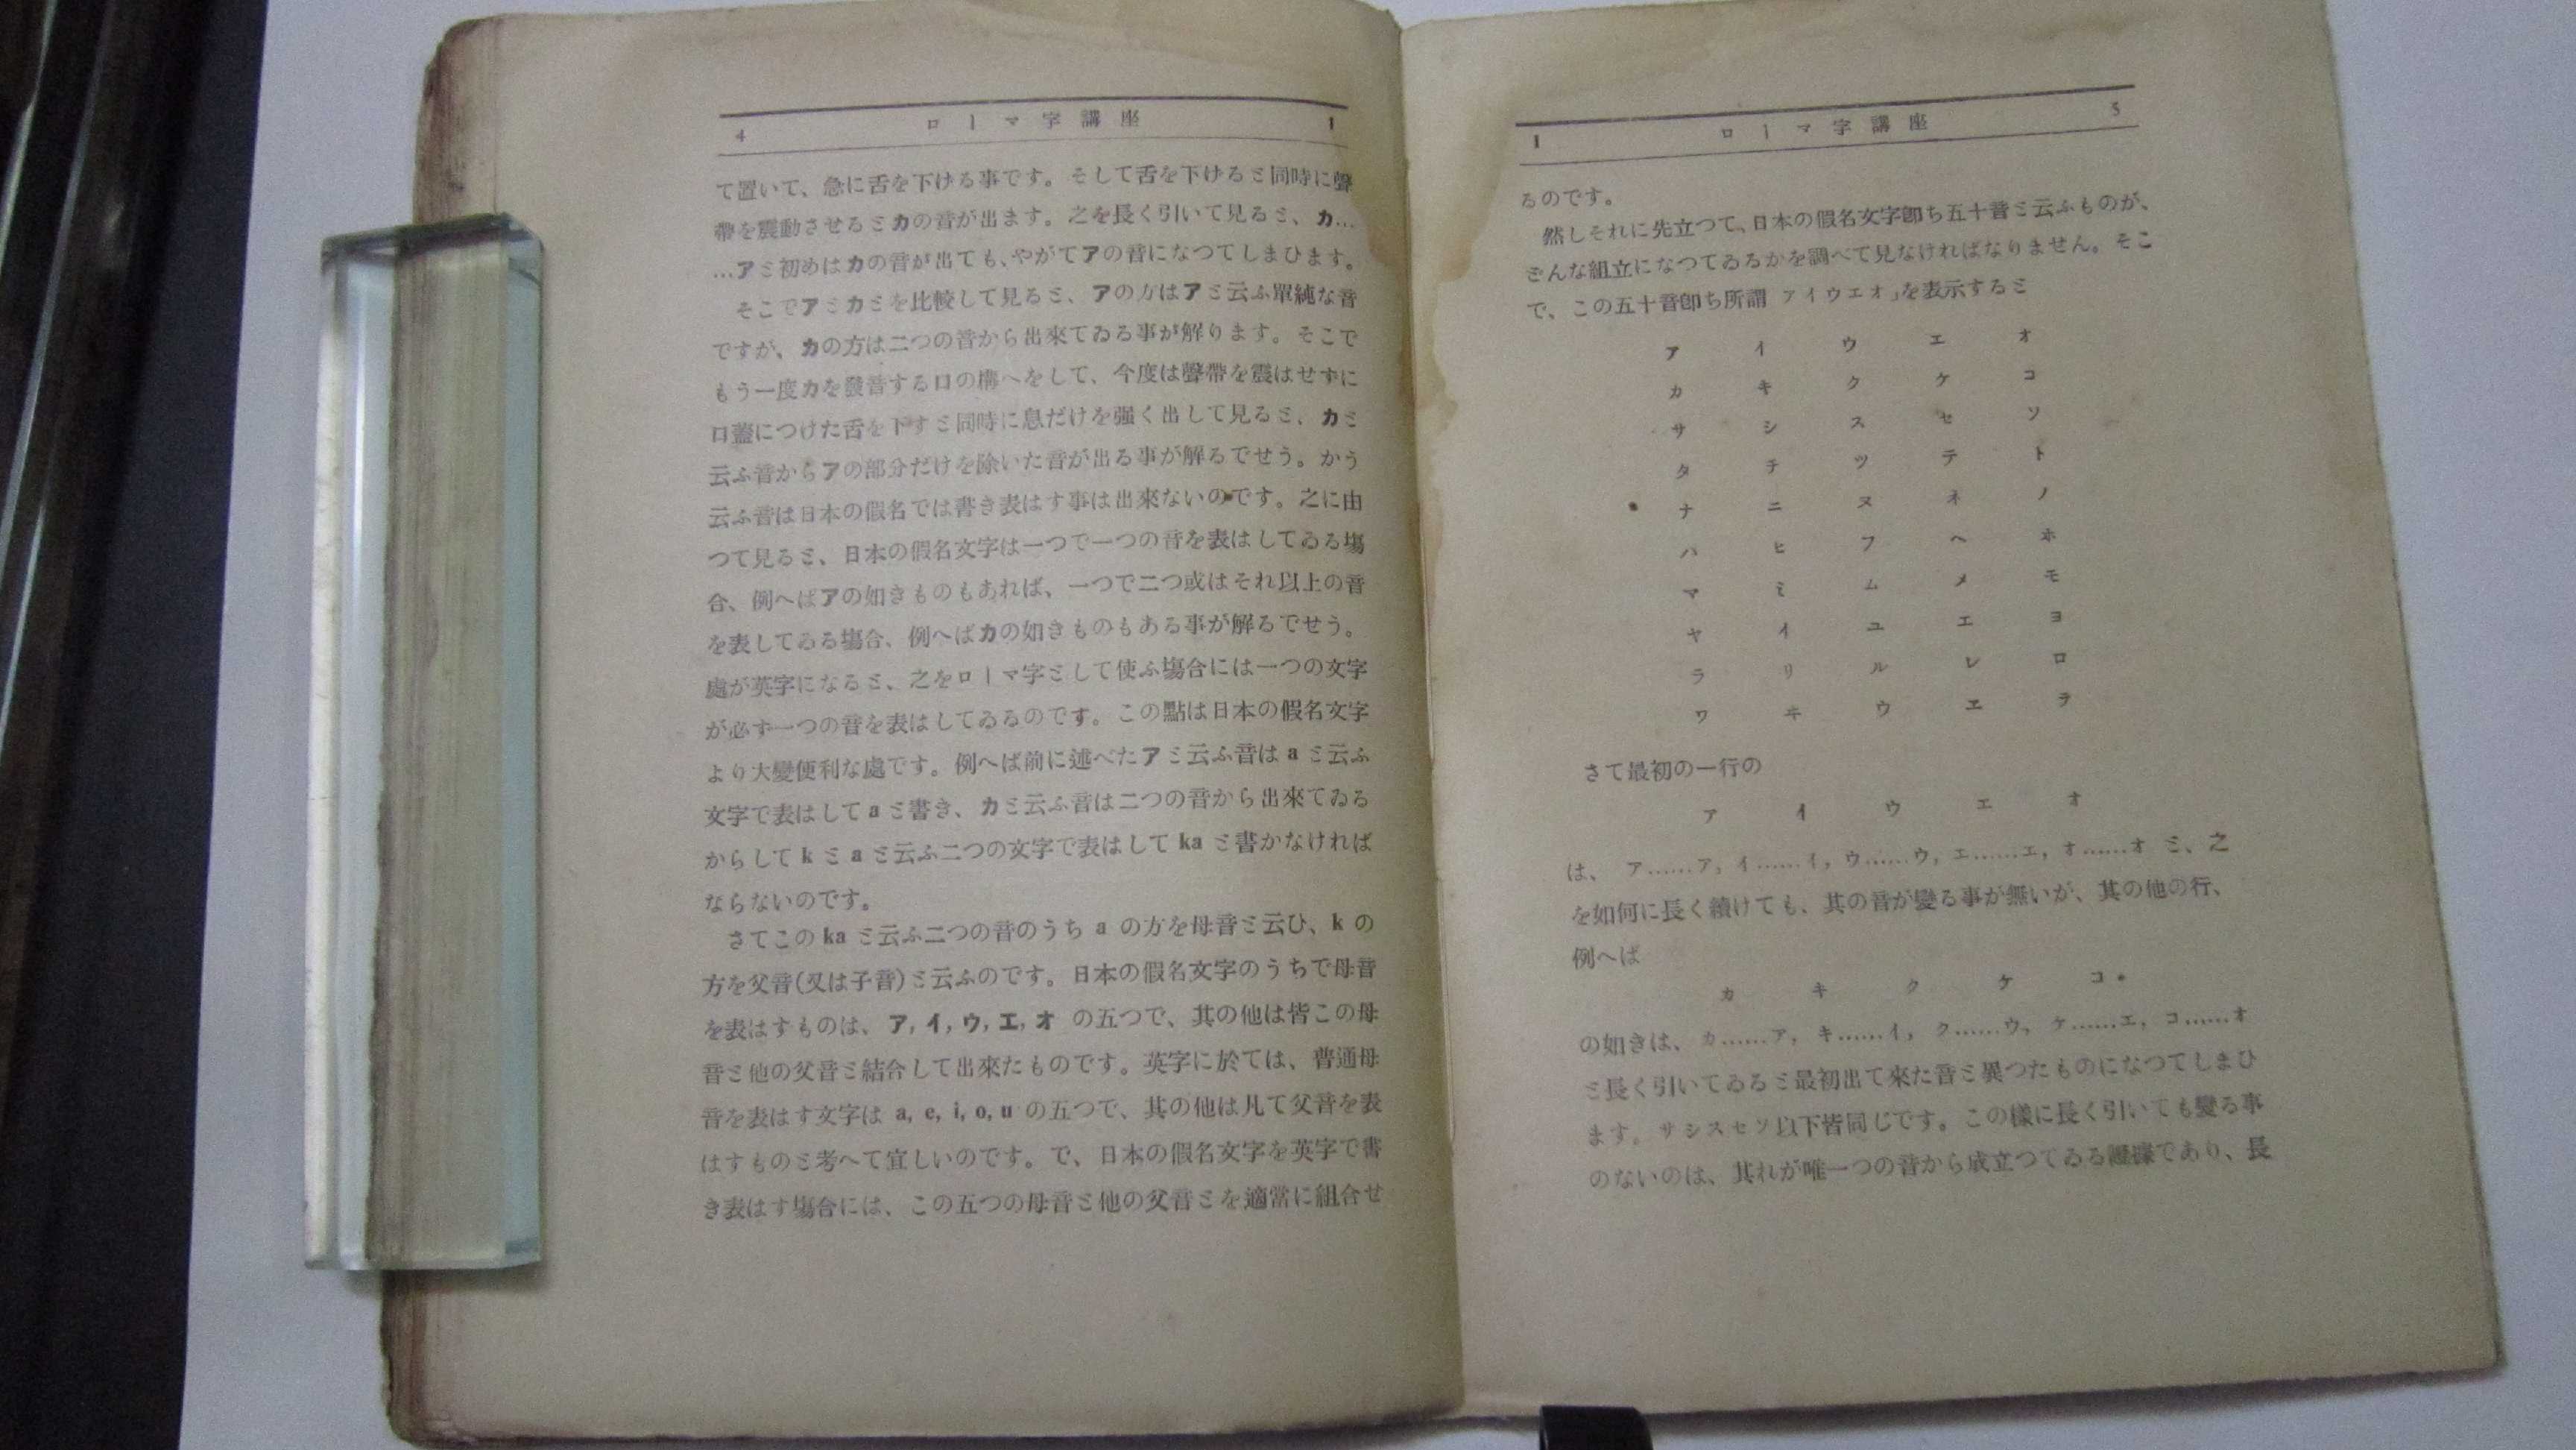 4 ローマ字講座 1
て置いて、急に舌を下げる事です。そして舌を下げるミ同時に聲
帶を震動させるミカの音が出ます。之を長く引いて見るミ、カ…
…アミ初めはカの音が出ても、やがてアの音になつてしまひます。
そこでアミカミを比較して見るミ、アの方はアミ云ふ單純な音
ですが、カの方は二つの音から出來てゐる事が解ります。そこで
もう一度カを發音する口の構へをして、今度は聲帶を震はせずに
口蓋につけた舌を下すミ同時に息だけを强く出して見るミ、カミ
云ふ音からアの部分だけを除いた音が出る事が解るでせう。かう
云ふ音は日本の假名では書き表はす事は出來ないのです。之に由
つて見るミ、日本の假名文字は一つで一つの音を表はしてゐる塲
合、例へばアの如きものもあれば、一つで二つ或はそれ以上の音
を表してゐる塲合、例へばカの如きものもある事が解るでせう。
處が英字になるミ、之をローマ字ミして使ふ塲合には一つの文字
が必ず一つの音を表はしてゐるのです。この點は日本の假名文字
より大變便利な處です。例へば前に述べたアミ云ふ音は a ミ云ふ
文字で表はして a ミ書き、カミ云ふ音は二つの音から出來てゐる
からして k ミ a ミ云ふ二つの文字で表はして ka ミ書かなければ
ならないのです。
さてこの ka ミ云ふ二つの音のうち a の方を母音ミ云ひ、k の
方を父音(又は子音)ミ云ふのです。日本の假名文字のうちで母音
を表はすものは、ア, イ, ウ, エ, オ の五つで、其の他は皆この母
音ミ他の父音ミ結合して出來たものです。英字に於ては、普通母
音を表はす文字は a, e, i, o, u の五つで、其の他は凡て父音を表
はすものミ考へて宜しいのです。で、日本の假名文字を英字で書
き表はす塲合には、この五つの母音ミ他の父音ミを適當に組合せ
1 ローマ字講座 5
るのです。
然しそれに先立つて、日本の假名文字卽ち五十音ミ云ふものが、
どんな組立になつてゐるかを調べて見なければなりません。そこ
で、この五十音卽ち所謂 アイウエオ」を表示するミ
ア イ ウ エ オ
カ キ ク ケ コ
サ シ ス セ ソ
タ チ ツ テ ト
ナ ニ ヌ ネ ノ
ハ ヒ フ ヘ ホ
マ ミ ム メ モ
ヤ イ ユ エ ヨ
ラ リ ル レ ロ
ワ ヰ ウ ヱ ヲ
さて最初の一行の
ア イ ウ エ オ
は、 ア……ア, イ……イ, ウ……ウ, エ……エ, オ……オ ミ、之
を如何に長く續けても、其の音が變る事が無いが、其の他の行、
例へば
カ キ ク ケ コ
の如きは、カ……ア, キ……イ, ク……ウ, ケ……エ, コ……オ
ミ長く引いてゐるミ最初出て來た音ミ異つたものになつてしまひ
ます。サシスセソ以下皆同じです。この樣に長く引いても變る事
のないのは、其れが唯一つの音から成立つてゐる證據であり、長